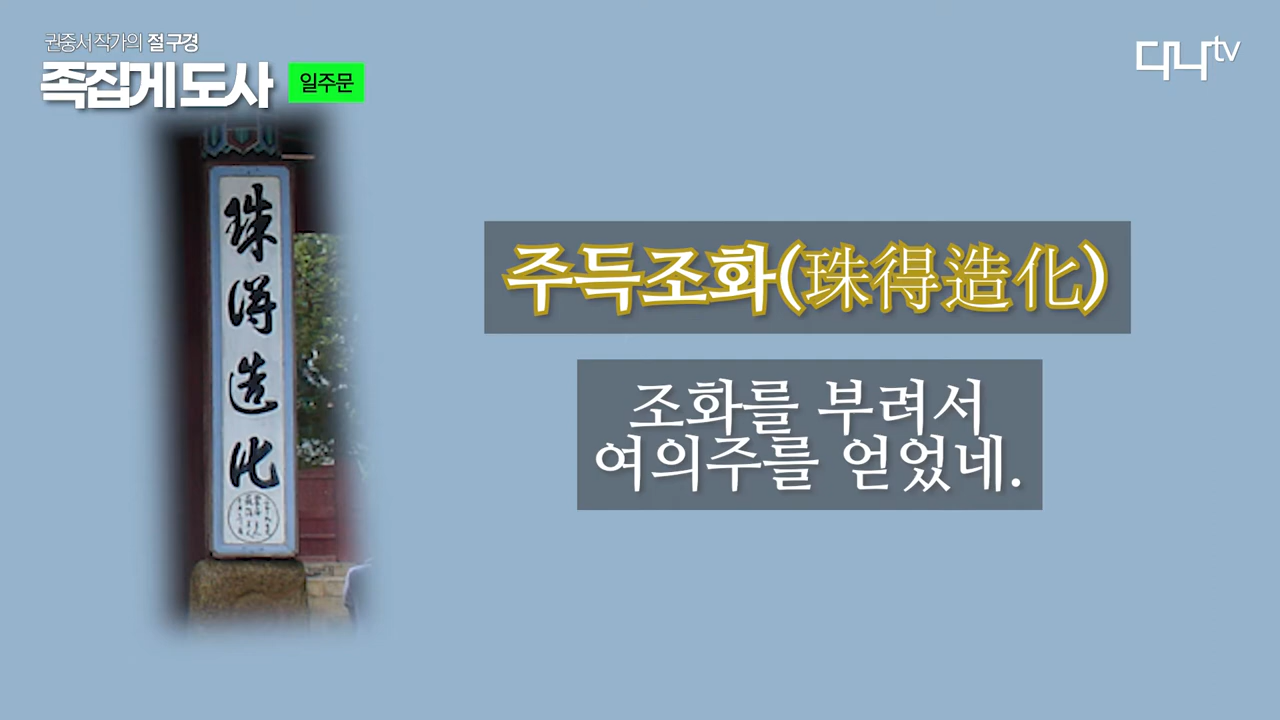 권중서 작가의 절 구경
족집게 도사
일주문
디나tv
珠得造化
주득조화(珠得造化)
조화를 부려서
여의주를 얻었네.